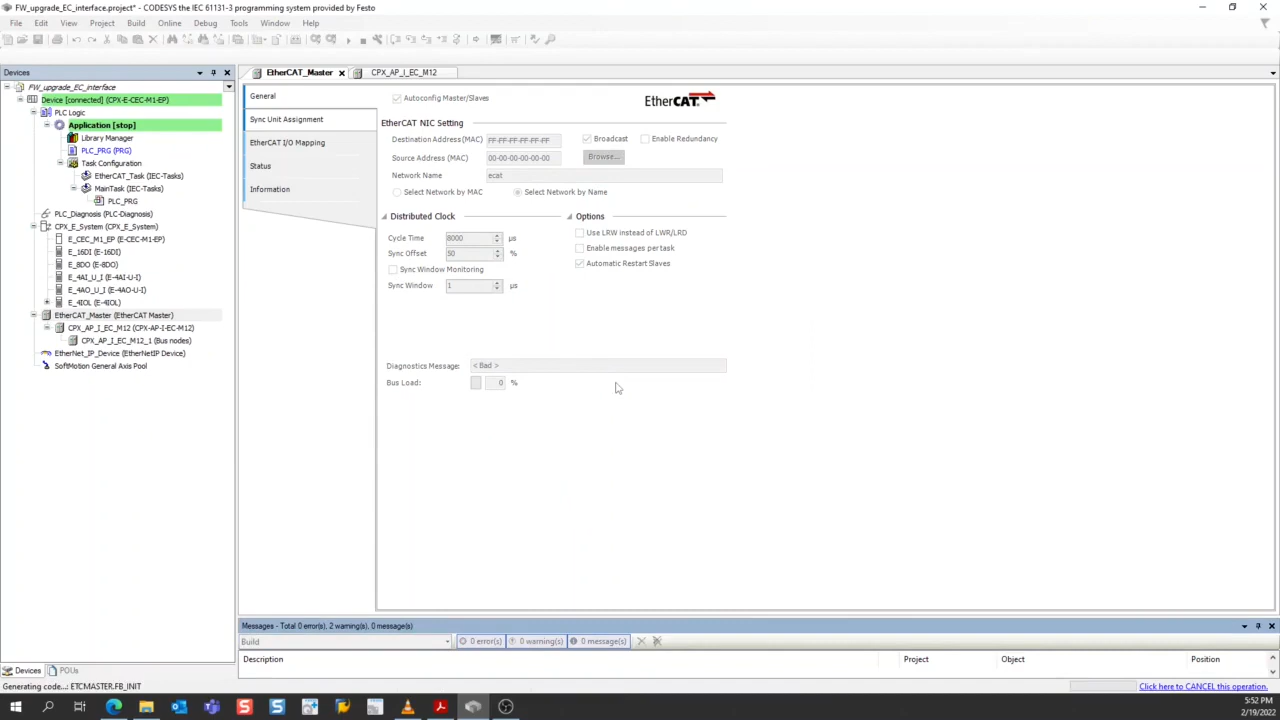 FW_upgrade_EC_interface.project* - CODESYS the IEC 61131-3 programming system provided by Festo
File Edit View Project Build Online Debug Tools Window Help
Devices
FW_upgrade_EC_interface
Device [connected] (CPX-E-CEC-M1-EP)
PLC Logic
Application [stop]
Library Manager
PLC_PRG (PRG)
Task Configuration
EtherCAT_Task (IEC-Tasks)
MainTask (IEC-Tasks)
PLC_PRG
PLC_Diagnosis (PLC-Diagnosis)
CPX_E_System (CPX_E_System)
E_CEC_M1_EP (E-CEC-M1-EP)
E_16DI (E-16DI)
E_8DO (E-8DO)
E_4AI_U_I (E-4AI-U-I)
E_4AO_U_I (E-4AO-U-I)
E_4IOL (E-4IOL)
EtherCAT_Master (EtherCAT Master)
CPX_AP_I_EC_M12 (CPX-AP-I-EC-M12)
CPX_AP_I_EC_M12_1 (Bus nodes)
EtherNet_IP_Device (EtherNetIP Device)
SoftMotion General Axis Pool
Devices POUs
EtherCAT_Master CPX_AP_I_EC_M12
General
Sync Unit Assignment
EtherCAT I/O Mapping
Status
Information
Autoconfig Master/Slaves
EtherCAT
EtherCAT NIC Setting
Destination Address (MAC) FF-FF-FF-FF-FF-FF Broadcast Enable Redundancy
Source Address (MAC) 00-00-00-00-00-00 Browse...
Network Name ecat
Select Network by MAC Select Network by Name
Distributed Clock
Cycle Time 8000 µs
Sync Offset 50 %
Sync Window Monitoring
Sync Window 1 µs
Options
Use LRW instead of LWR/LRD
Enable messages per task
Automatic Restart Slaves
Diagnostics Message: < Bad >
Bus Load: 0 %
Messages - Total 0 error(s), 2 warning(s), 0 message(s)
Build 0 error(s) 0 warning(s) 0 message(s)
Description Project Object Position
Generating code...: ETCMASTER.FB_INIT
Click here to CANCEL this operation.
5:52 PM
2/19/2022